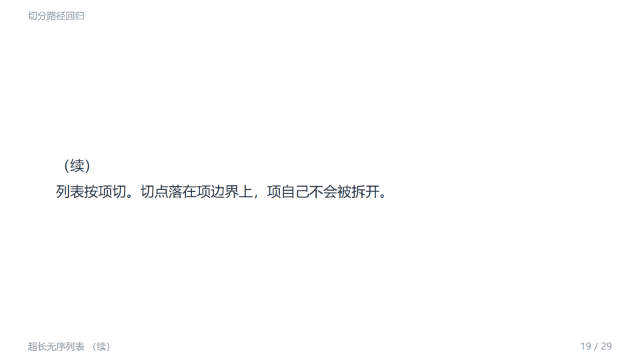 切分路径回归
（续）
列表按项切。切点落在项边界上，项自己不会被拆开。
超长无序列表 （续）
19 / 29